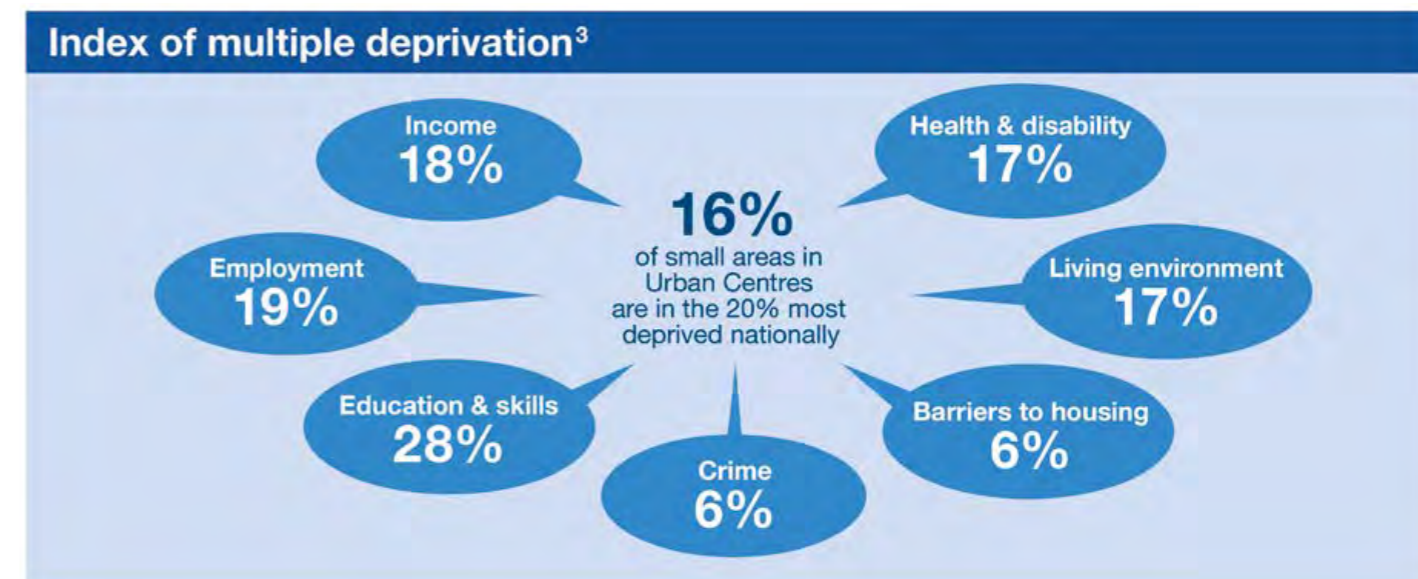 Index of multiple deprivation³
Income
18%
Health & disability
17%
16%
of small areas in
Urban Centres
are in the 20% most
deprived nationally
Employment
19%
Living environment
17%
Education & skills
28%
Barriers to housing
6%
Crime
6%